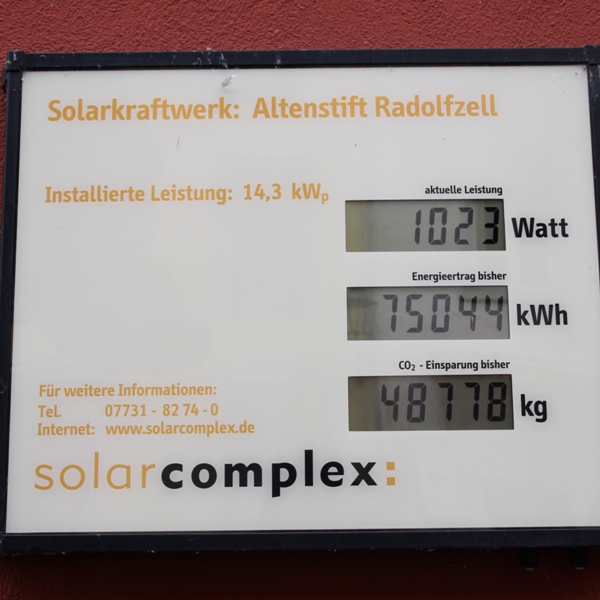 Solarkraftwerk: Altenstift Radolfzell
Installierte Leistung: 14,3 kWp
aktuelle Leistung
1023 Watt
Energieertrag bisher
75044 kWh
CO₂ - Einsparung bisher
48778 kg
Für weitere Informationen:
Tel. 07731 - 82 74 - 0
Internet: www.solarcomplex.de
solarcomplex: